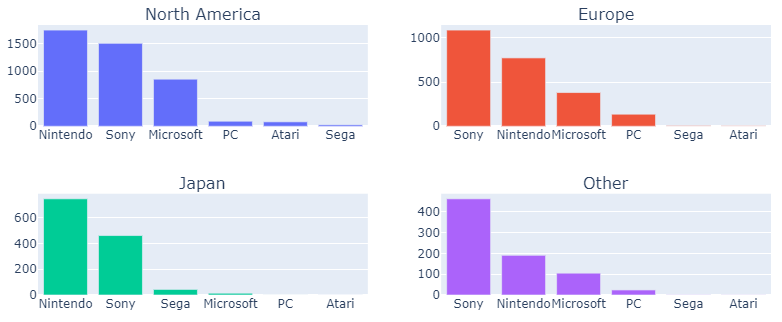 North America
1500
1000
500
0
Nintendo Sony Microsoft PC Atari Sega
Europe
1000
500
0
Sony Nintendo Microsoft PC Sega Atari
Japan
600
400
200
0
Nintendo Sony Sega Microsoft PC Atari
Other
400
300
200
100
0
Sony Nintendo Microsoft PC Sega Atari